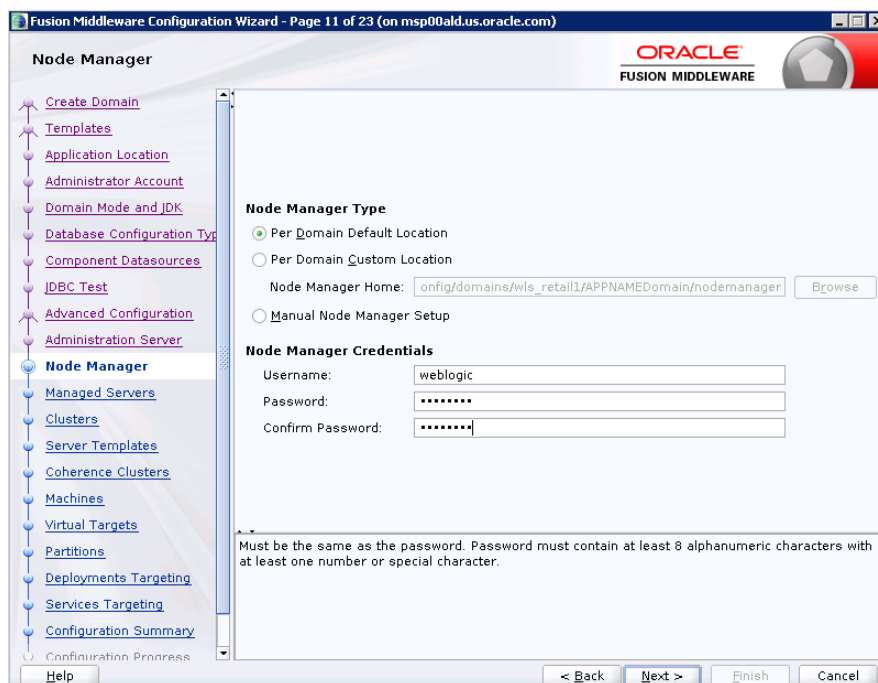 Fusion Middleware Configuration Wizard - Page 11 of 23 (on msp00ald.us.oracle.com)
Node Manager
ORACLE
FUSION MIDDLEWARE
Create Domain
Templates
Application Location
Administrator Account
Domain Mode and JDK
Database Configuration Typ
Component Datasources
JDBC Test
Advanced Configuration
Administration Server
Node Manager
Managed Servers
Clusters
Server Templates
Coherence Clusters
Machines
Virtual Targets
Partitions
Deployments Targeting
Services Targeting
Configuration Summary
Configuration Progress
Node Manager Type
Per Domain Default Location
Per Domain Custom Location
Node Manager Home: onfig/domains/wls_retail1/APPNAMEDomain/nodemanager Browse
Manual Node Manager Setup
Node Manager Credentials
Username: weblogic
Password: ••••••••
Confirm Password: ••••••••
Must be the same as the password. Password must contain at least 8 alphanumeric characters with
at least one number or special character.
Help < Back Next > Finish Cancel